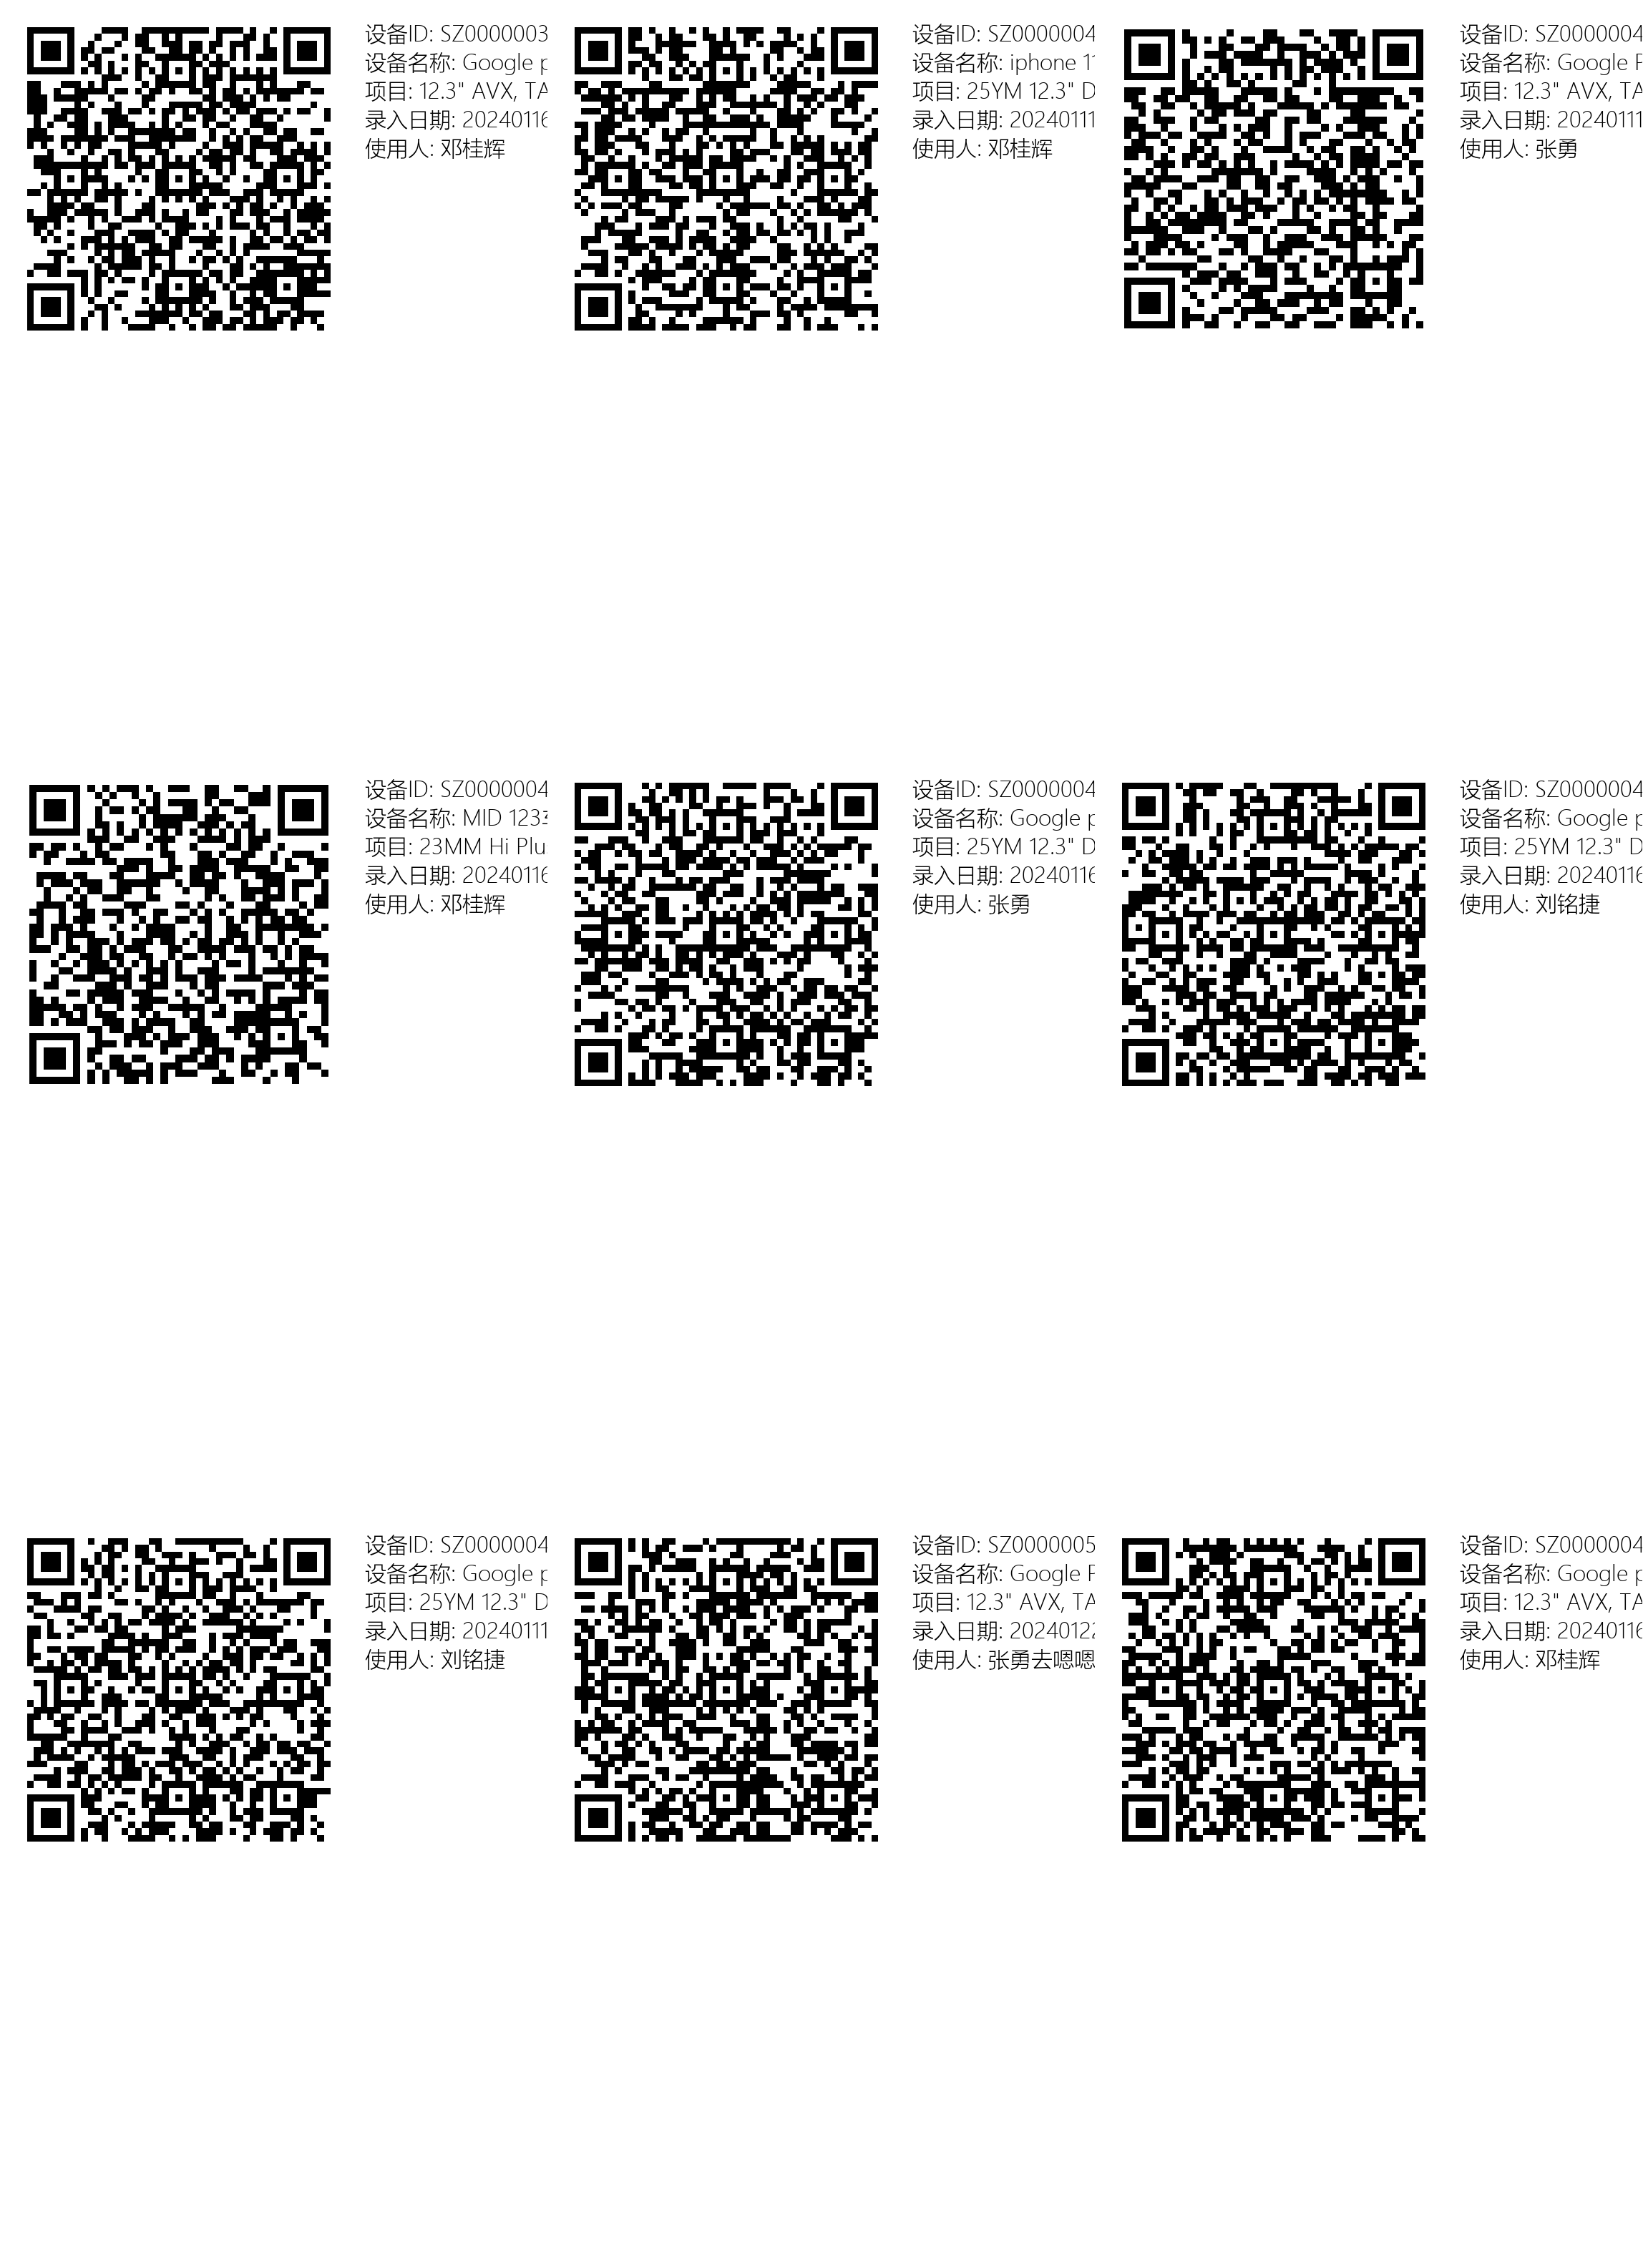 设备ID: SZ0000003
设备名称: Google p
项目: 12.3" AVX, TA
录入日期: 20240116
使用人: 邓桂辉
设备ID: SZ0000004
设备名称: iphone 11
项目: 25YM 12.3" D
录入日期: 20240111
使用人: 邓桂辉
设备ID: SZ0000004
设备名称: Google P
项目: 12.3" AVX, TA
录入日期: 20240111
使用人: 张勇
设备ID: SZ0000004
设备名称: MID 123
项目: 23MM Hi Plu
录入日期: 20240116
使用人: 邓桂辉
设备ID: SZ0000004
设备名称: Google p
项目: 25YM 12.3" D
录入日期: 20240116
使用人: 张勇
设备ID: SZ0000004
设备名称: Google p
项目: 25YM 12.3" D
录入日期: 20240116
使用人: 刘铭捷
设备ID: SZ0000004
设备名称: Google p
项目: 25YM 12.3" D
录入日期: 20240111
使用人: 刘铭捷
设备ID: SZ0000005
设备名称: Google P
项目: 12.3" AVX, TA
录入日期: 20240122
使用人: 张勇去嗯嗯
设备ID: SZ0000004
设备名称: Google p
项目: 12.3" AVX, TA
录入日期: 20240116
使用人: 邓桂辉